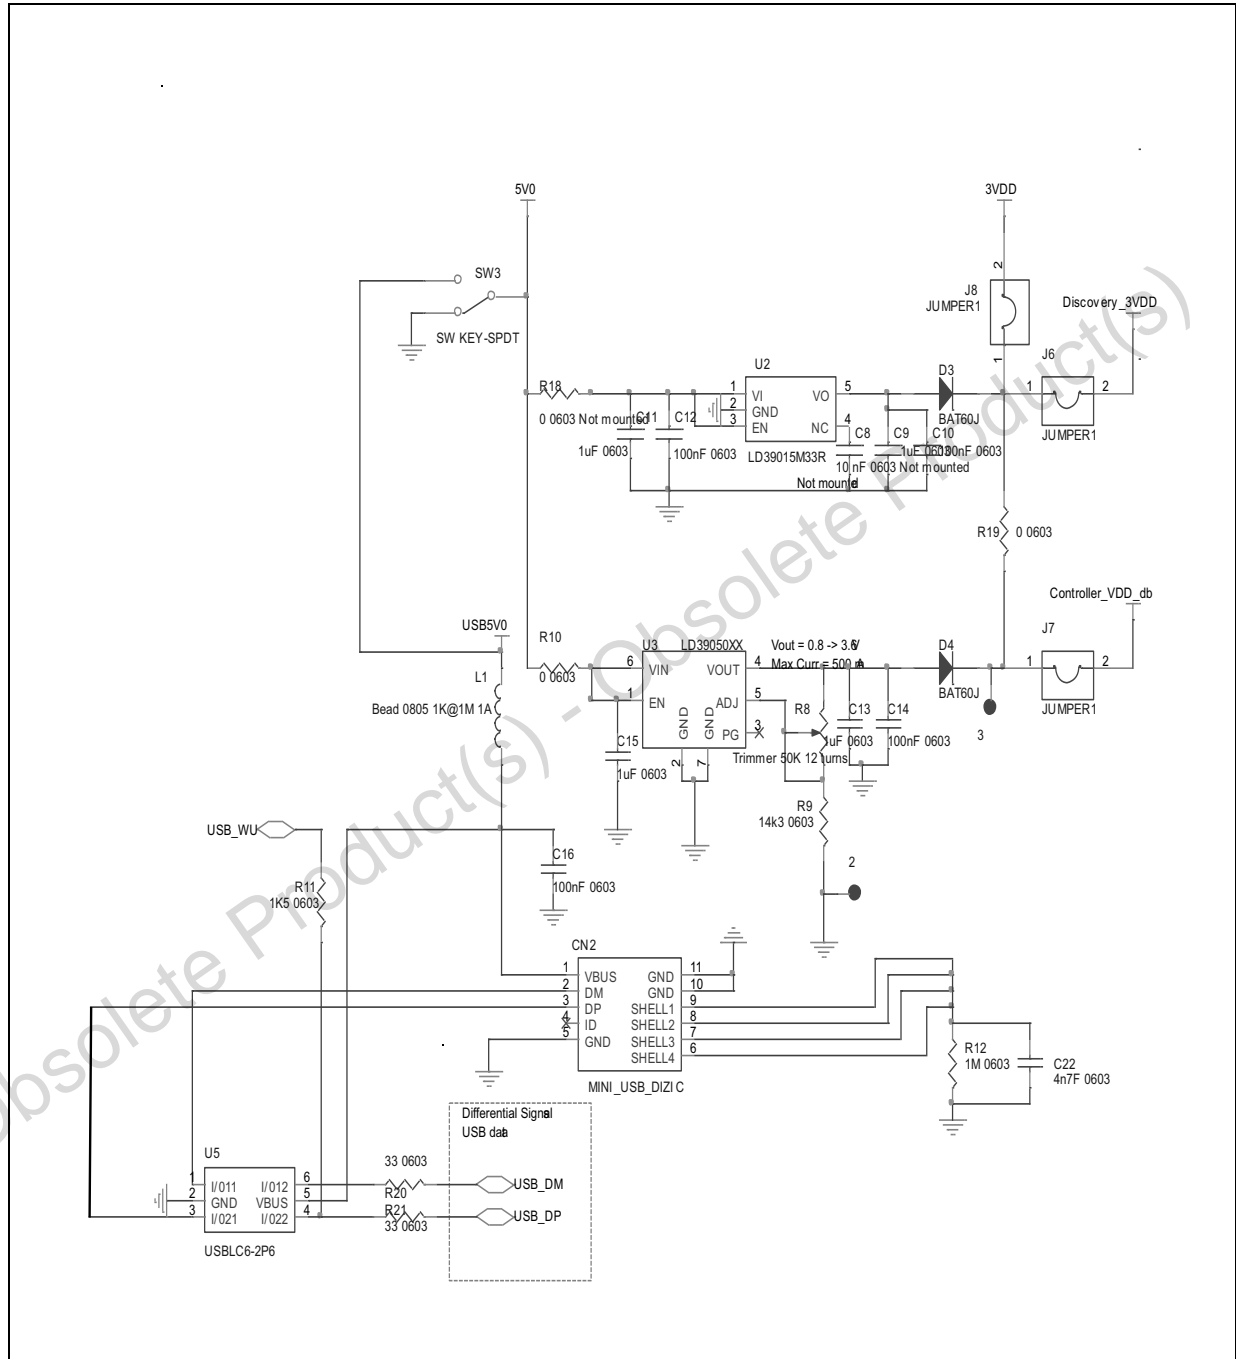 5V0
3VDD
SW3
SW KEY-SPDT
2
J8
JUMPER1
1
Discovery_3VDD
J6
1
2
JUMPER1
U2
1
2
3
VI
GND
EN
VO
NC
5
4
LD39015M33R
D3
BAT60J
R18
0 0603 Not mounted
C11
1uF 0603
C12
100nF 0603
C8
10 nF 0603
Not mounted
C9
1uF 0603
Not mounted
C10
100nF 0603
R19
0 0603
Controller_VDD_db
J7
1
2
JUMPER1
USB5V0
L1
Bead 0805 1K@1M 1A
R10
0 0603
U3
LD39050XX
6
1
VIN
EN
VOUT
ADJ
PG
GND
GND
4
5
3
2
7
Vout = 0.8 -> 3.6V
Max Curr = 500 mA
D4
BAT60J
3
C15
1uF 0603
R8
Trimmer 50K 12 turns
C13
1uF 0603
C14
100nF 0603
R9
14k3 0603
2
USB_WU
R11
1K5 0603
C16
100nF 0603
CN2
1
2
3
4
5
VBUS
DM
DP
ID
GND
GND
GND
SHELL1
SHELL2
SHELL3
SHELL4
11
10
9
8
7
6
MINI_USB_DIZIC
R12
1M 0603
C22
4n7F 0603
Differential Signals
USB data
U5
1
2
3
I/011
GND
I/021
I/012
VBUS
I/022
6
5
4
USBLC6-2P6
33 0603
R20
R21
33 0603
USB_DM
USB_DP
Obsolete Product(s) - Obsolete Product(s)